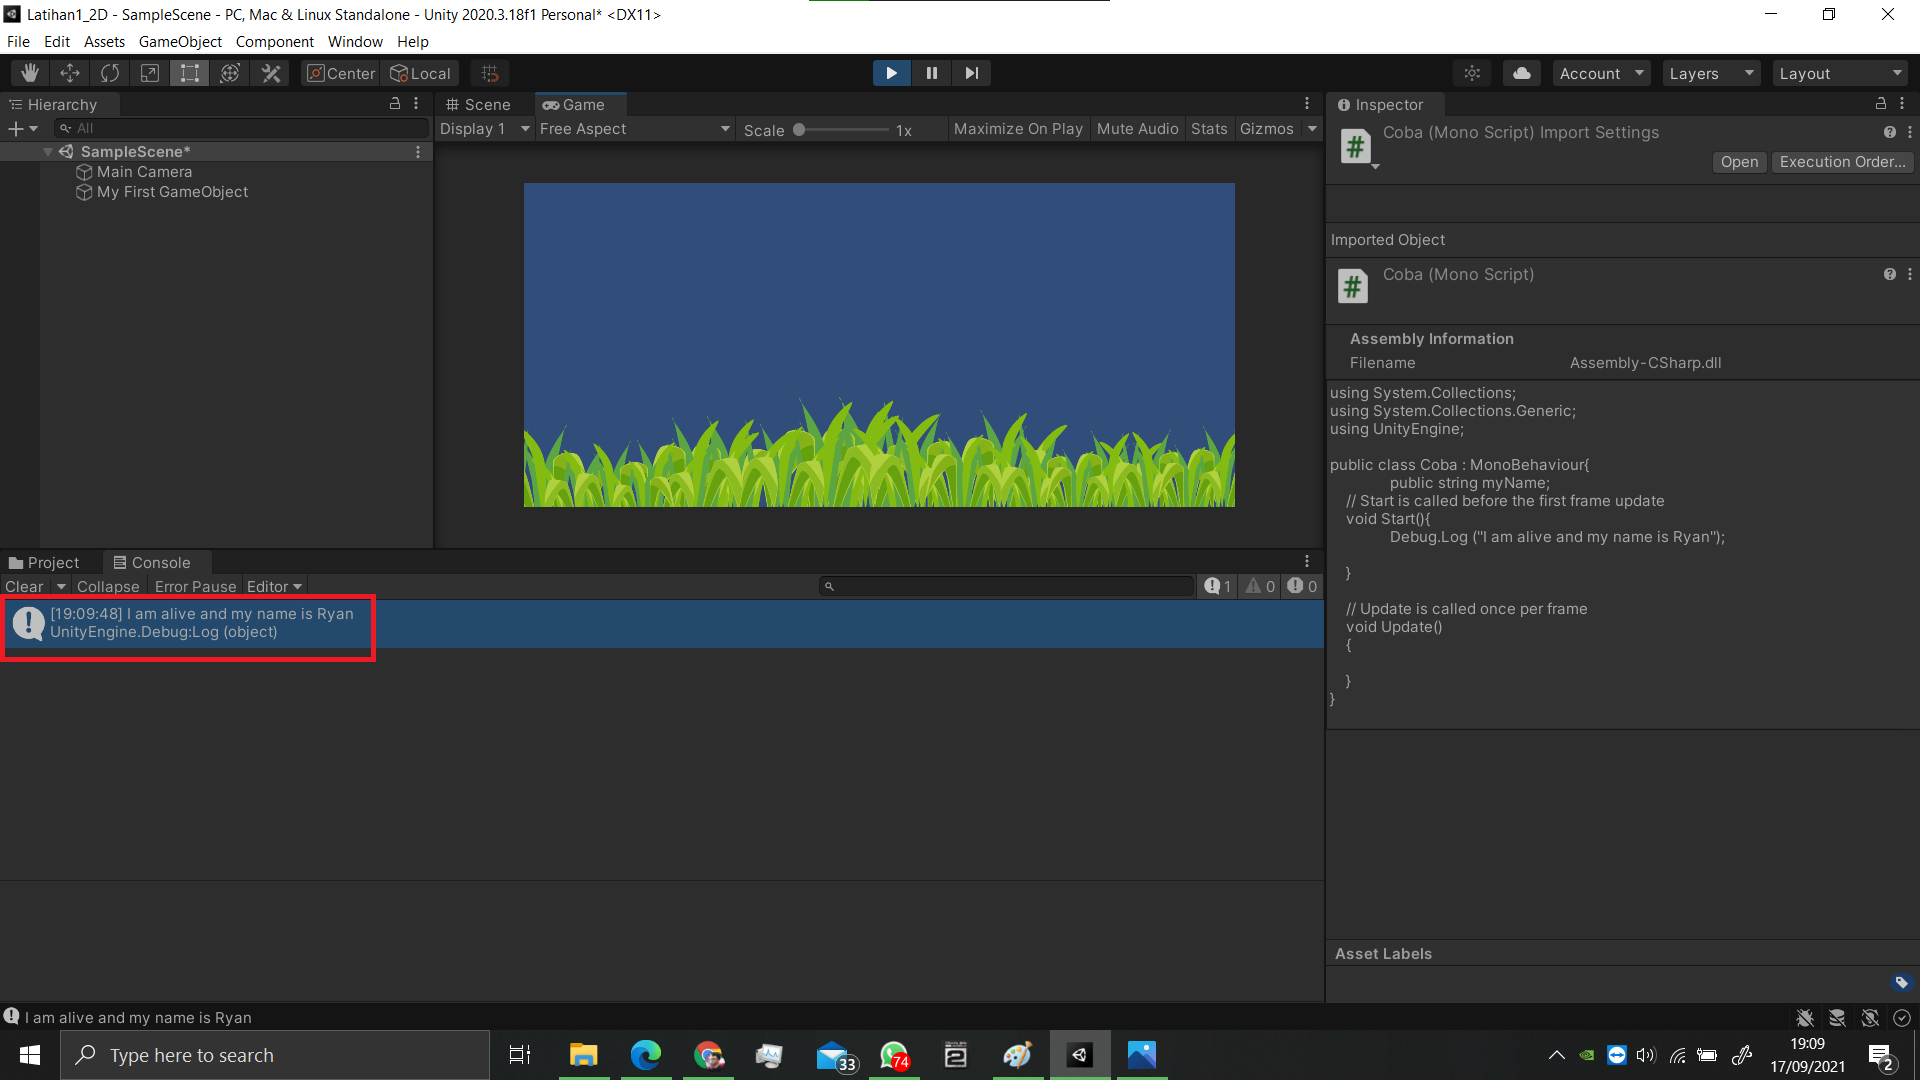 Latihan1_2D - SampleScene - PC, Mac & Linux Standalone - Unity 2020.3.18f1 Personal* <DX11>
File Edit Assets GameObject Component Window Help
Center Local Account Layers Layout
Hierarchy
All
SampleScene*
Main Camera
My First GameObject
Scene Game
Display 1 Free Aspect Scale 1x Maximize On Play Mute Audio Stats Gizmos
Inspector
Coba (Mono Script) Import Settings
Open Execution Order...
Imported Object
Coba (Mono Script)
Assembly Information
Filename Assembly-CSharp.dll
using System.Collections;
using System.Collections.Generic;
using UnityEngine;
public class Coba : MonoBehaviour{
public string myName;
// Start is called before the first frame update
void Start(){
Debug.Log ("I am alive and my name is Ryan");
}
// Update is called once per frame
void Update()
{
}
}
Asset Labels
Project Console
Clear Collapse Error Pause Editor 1 0 0
[19:09:48] I am alive and my name is Ryan
UnityEngine.Debug:Log (object)
I am alive and my name is Ryan
Type here to search
33
74
2
19:09
17/09/2021
2